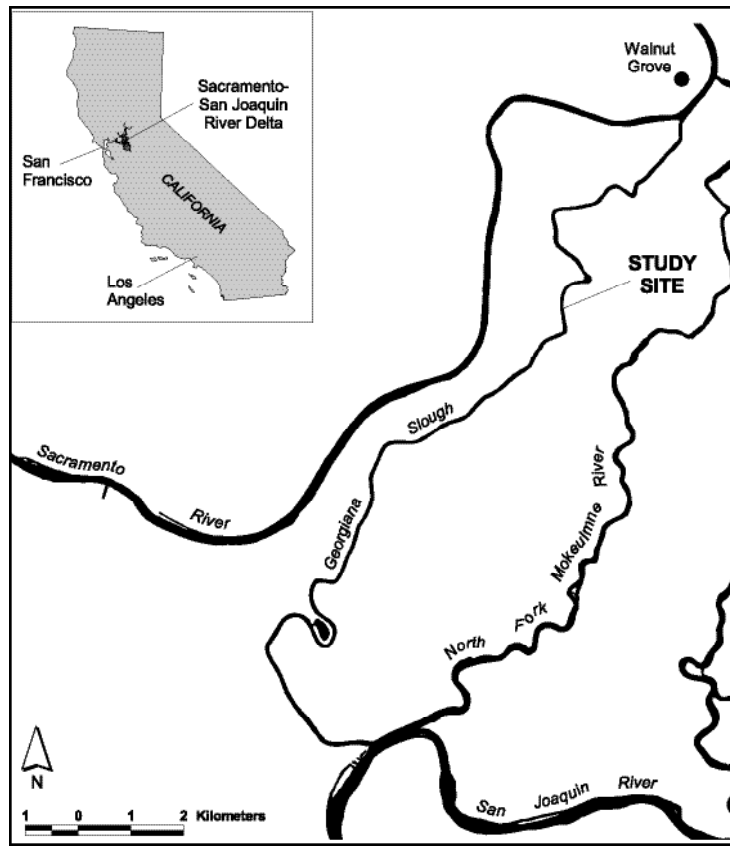 Sacramento-
San Joaquin
River Delta
San
Francisco
CALIFORNIA
Los
Angeles
Walnut
Grove
STUDY
SITE
Slough
Georgiana
Sacramento
River
North Fork Mokeulmne River
San Joaquin River
N
1 0 1 2 Kilometers